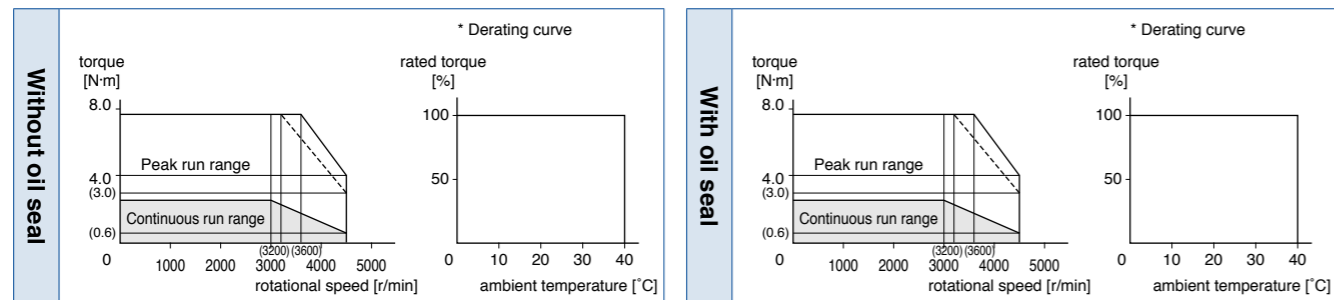 Without oil seal
* Derating curve
torque
[N·m]
8.0
4.0
(3.0)
(0.6)
0
Peak run range
Continuous run range
(3200) (3600)
1000 2000 3000 4000 5000
rotational speed [r/min]
rated torque
[%]
100
50
0 10 20 30 40
ambient temperature [˚C]
With oil seal
* Derating curve
torque
[N·m]
8.0
4.0
(3.0)
(0.6)
0
Peak run range
Continuous run range
(3200) (3600)
1000 2000 3000 4000 5000
rotational speed [r/min]
rated torque
[%]
100
50
0 10 20 30 40
ambient temperature [˚C]